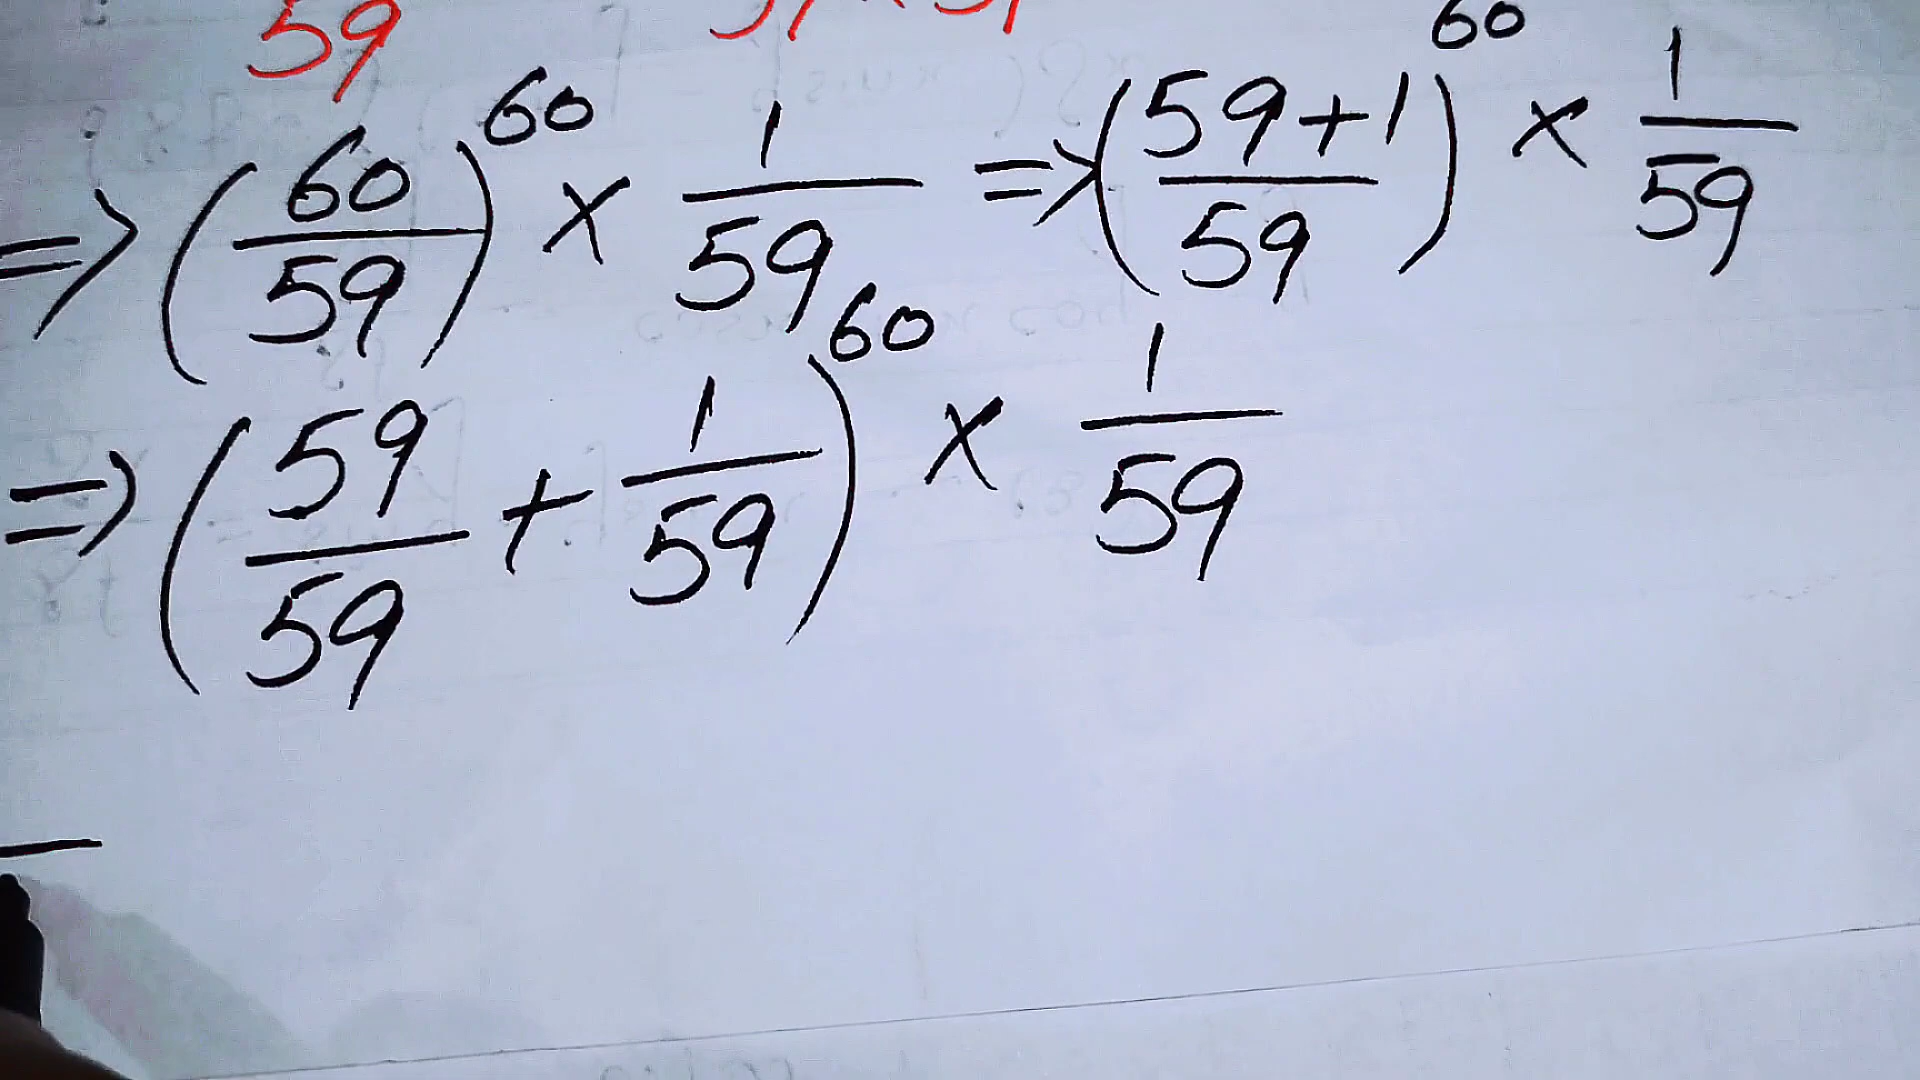 59
⇒ (60/59)^60 × 1/59 ⇒ (59+1/59)^60 × 1/59
⇒ (59/59 + 1/59)^60 × 1/59